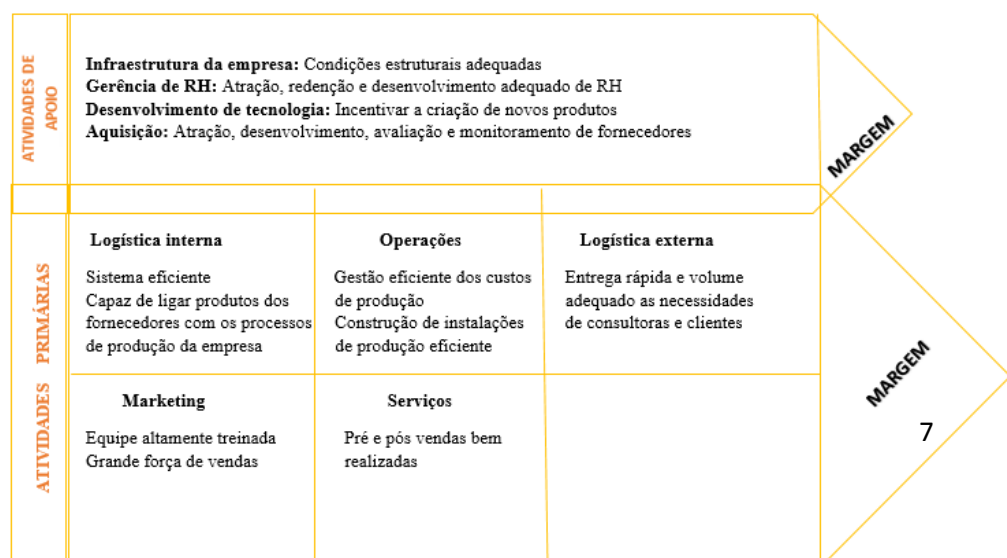 ATIVIDADES DE
APOIO
Infraestrutura da empresa: Condições estruturais adequadas
Gerência de RH: Atração, redenção e desenvolvimento adequado de RH
Desenvolvimento de tecnologia: Incentivar a criação de novos produtos
Aquisição: Atração, desenvolvimento, avaliação e monitoramento de fornecedores
MARGEM
ATIVIDADES PRIMÁRIAS
Logística interna
Sistema eficiente
Capaz de ligar produtos dos
fornecedores com os processos
de produção da empresa
Operações
Gestão eficiente dos custos
de produção
Construção de instalações
de produção eficiente
Logística externa
Entrega rápida e volume
adequado as necessidades
de consultoras e clientes
Marketing
Equipe altamente treinada
Grande força de vendas
Serviços
Pré e pós vendas bem
realizadas
MARGEM
7